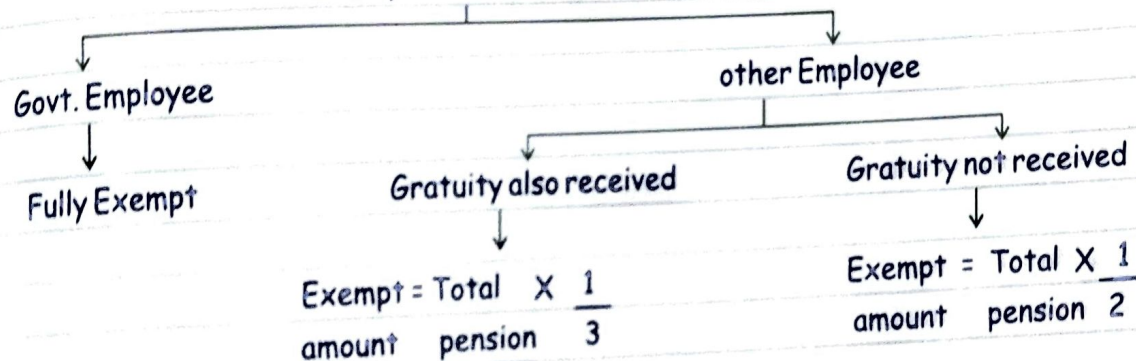 Govt. Employee
other Employee
Fully Exempt
Gratuity also received
Gratuity not received
Exempt = Total X 1
amount pension 3
Exempt = Total X 1
amount pension 2